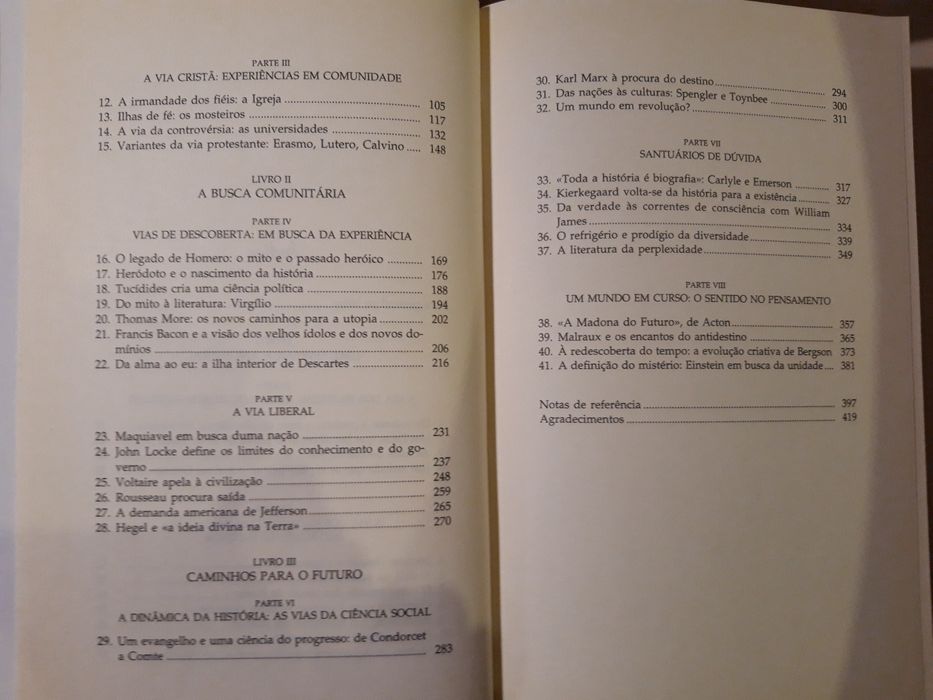 PARTE III
A VIA CRISTÃ: EXPERIÊNCIAS EM COMUNIDADE
12. A irmandade dos fiéis: a Igreja 105
13. Ilhas de fé: os mosteiros 117
14. A via da controvérsia: as universidades 132
15. Variantes da via protestante: Erasmo, Lutero, Calvino 148
LIVRO II
A BUSCA COMUNITÁRIA
PARTE IV
VIAS DE DESCOBERTA: EM BUSCA DA EXPERIÊNCIA
16. O legado de Homero: o mito e o passado heróico 169
17. Heródoto e o nascimento da história 176
18. Tucídides cria uma ciência política 188
19. Do mito à literatura: Virgílio 194
20. Thomas More: os novos caminhos para a utopia 202
21. Francis Bacon e a visão dos velhos ídolos e dos novos do-
mínios 206
22. Da alma ao eu: a ilha interior de Descartes 216
PARTE V
A VIA LIBERAL
23. Maquiavel em busca duma nação 231
24. John Locke define os limites do conhecimento e do go-
verno 237
25. Voltaire apela à civilização 248
26. Rousseau procura saída 259
27. A demanda americana de Jefferson 265
28. Hegel e «a ideia divina na Terra» 270
LIVRO III
CAMINHOS PARA O FUTURO
PARTE VI
A DINÂMICA DA HISTÓRIA: AS VIAS DA CIÊNCIA SOCIAL
29. Um evangelho e uma ciência do progresso: de Condorcet
a Comte 283
30. Karl Marx à procura do destino 294
31. Das nações às culturas: Spengler e Toynbee 300
32. Um mundo em revolução? 311
PARTE VII
SANTUÁRIOS DE DÚVIDA
33. «Toda a história é biografia»: Carlyle e Emerson 317
34. Kierkegaard volta-se da história para a existência 327
35. Da verdade às correntes de consciência com William
James 334
36. O refrigério e prodígio da diversidade 339
37. A literatura da perplexidade 349
PARTE VIII
UM MUNDO EM CURSO: O SENTIDO NO PENSAMENTO
38. «A Madona do Futuro», de Acton 357
39. Malraux e os encantos do antidestino 365
40. À redescoberta do tempo: a evolução criativa de Bergson 373
41. A definição do mistério: Einstein em busca da unidade 381
Notas de referência 397
Agradecimentos 419